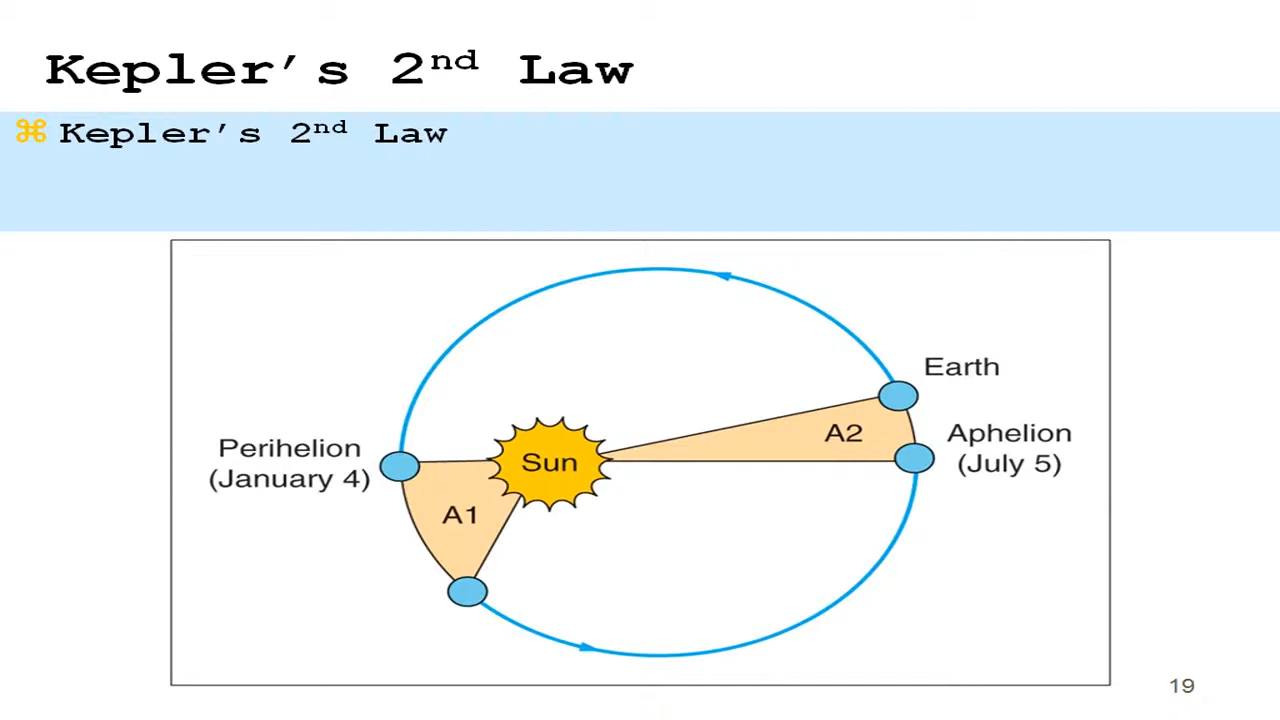 Kepler's 2nd Law
⌘ Kepler's 2nd Law
Earth
A2
Aphelion
(July 5)
Perihelion
(January 4)
Sun
A1
19